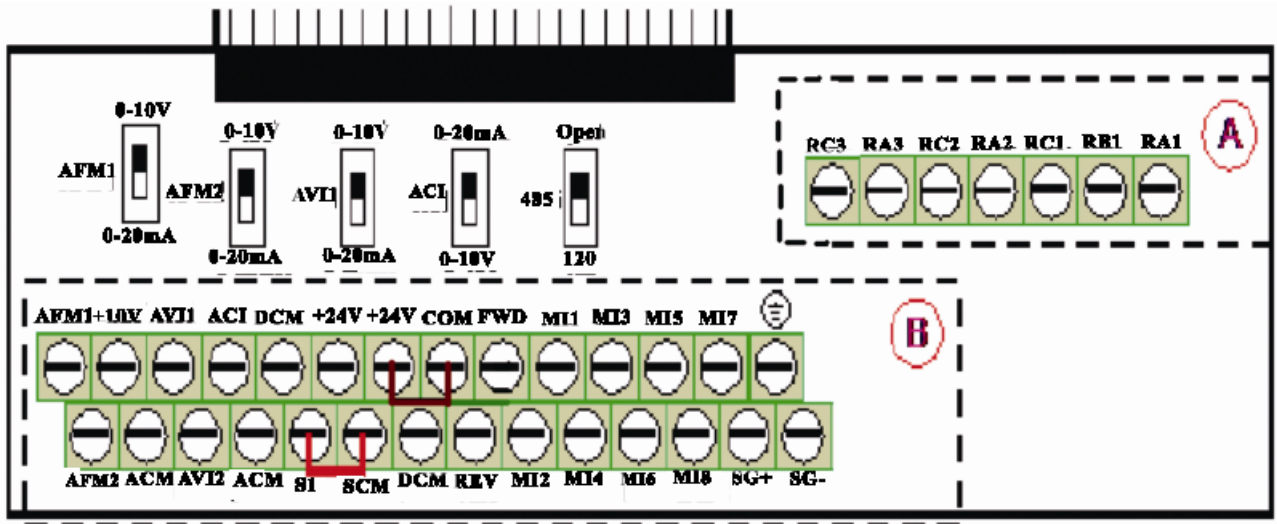 0-10V
0-10V 0-10V 0-20mA Open
AFM1 AFM2 AVI1 ACI 485
0-20mA
0-20mA 0-20mA 0-10V 120
RC3 RA3 RC2 RA2 RC1 RB1 RA1
A
AFM1 +10V AVI1 ACI DCM +24V +24V COM FWD MI1 MI3 MI5 MI7
B
AFM2 ACM AVI2 ACM S1 SCM DCM REV MI2 MI4 MI6 MI8 SG+ SG-